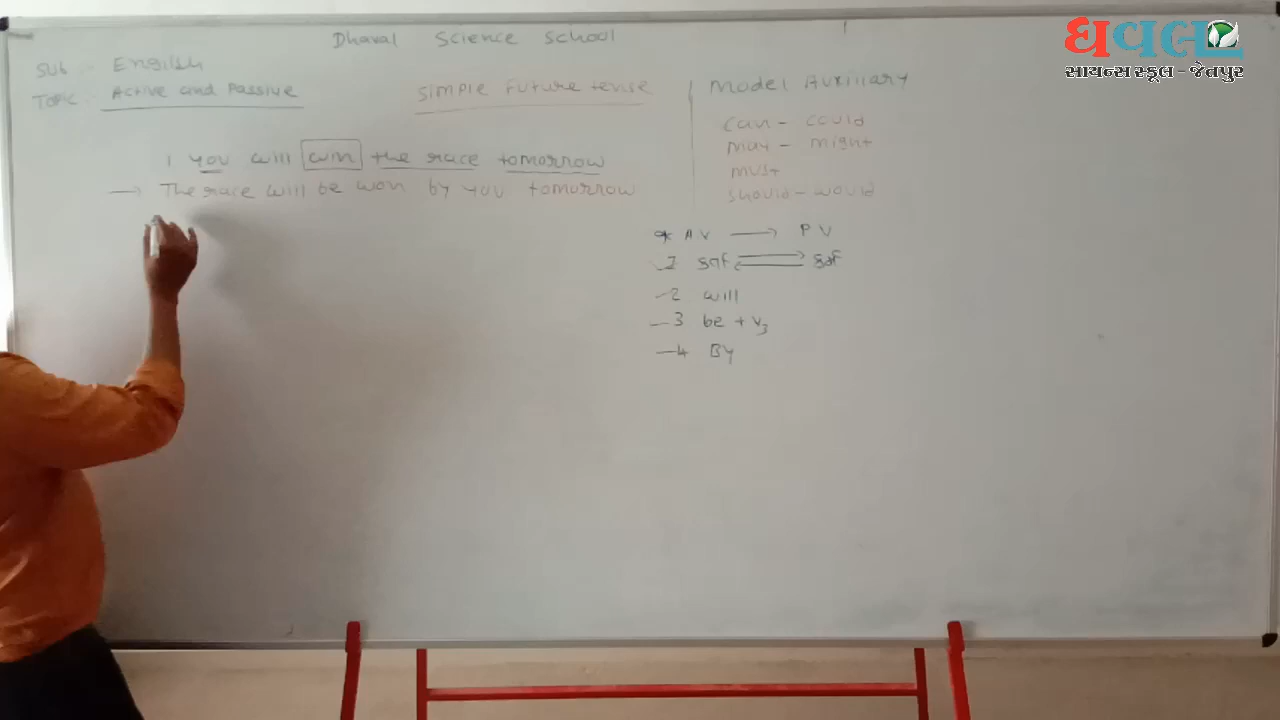 Dhaval Science School
ધવલ
સાયન્સ સ્કૂલ - જેતપુર
SUB - English
Topic - Active and Passive
Simple Future tense
Model Auxiliary
can - could
may - might
must
should - would
1 you will win the race tomorrow
→ The race will be won by you tomorrow
* AV → PV
કર્તા ⇌ કર્મ
-2 will
-3 be + V3
-4 By